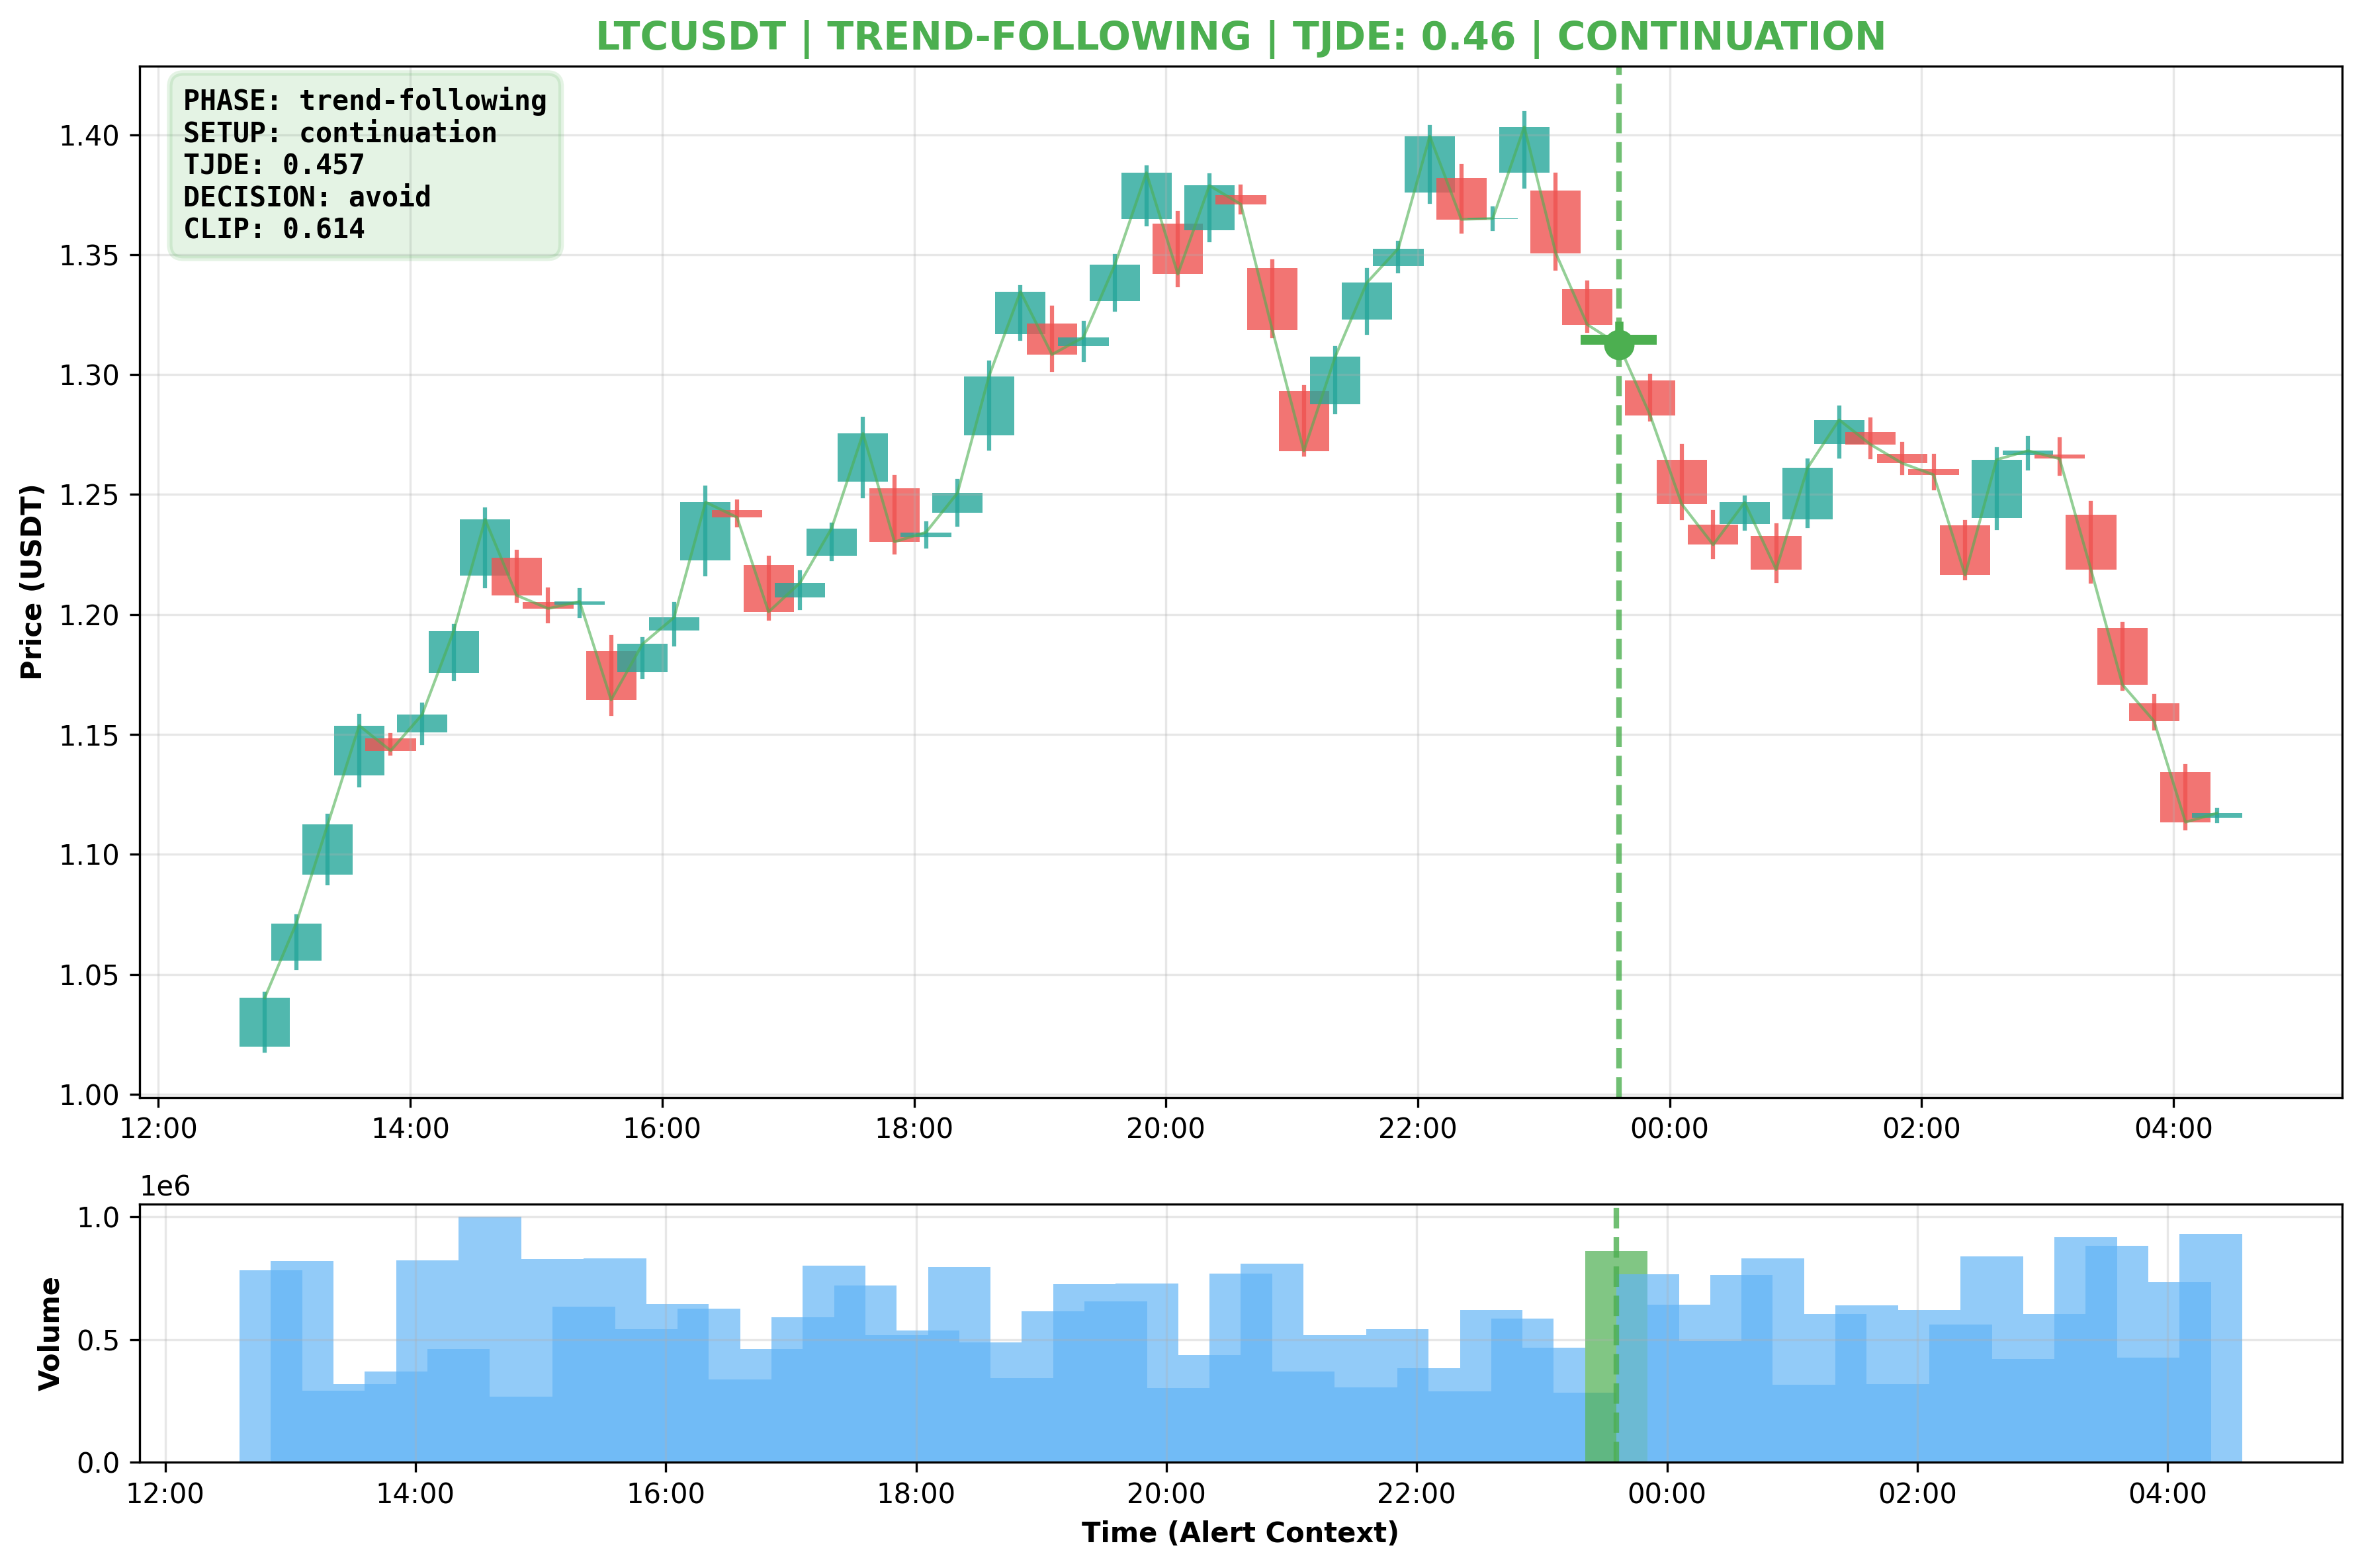 LTCUSDT | TREND-FOLLOWING | TJDE: 0.46 | CONTINUATION
PHASE: trend-following
SETUP: continuation
TJDE: 0.457
DECISION: avoid
CLIP: 0.614
Price (USDT)
1.40
1.35
1.30
1.25
1.20
1.15
1.10
1.05
1.00
12:00 14:00 16:00 18:00 20:00 22:00 00:00 02:00 04:00
1e6
Volume
1.0
0.5
0.0
12:00 14:00 16:00 18:00 20:00 22:00 00:00 02:00 04:00
Time (Alert Context)